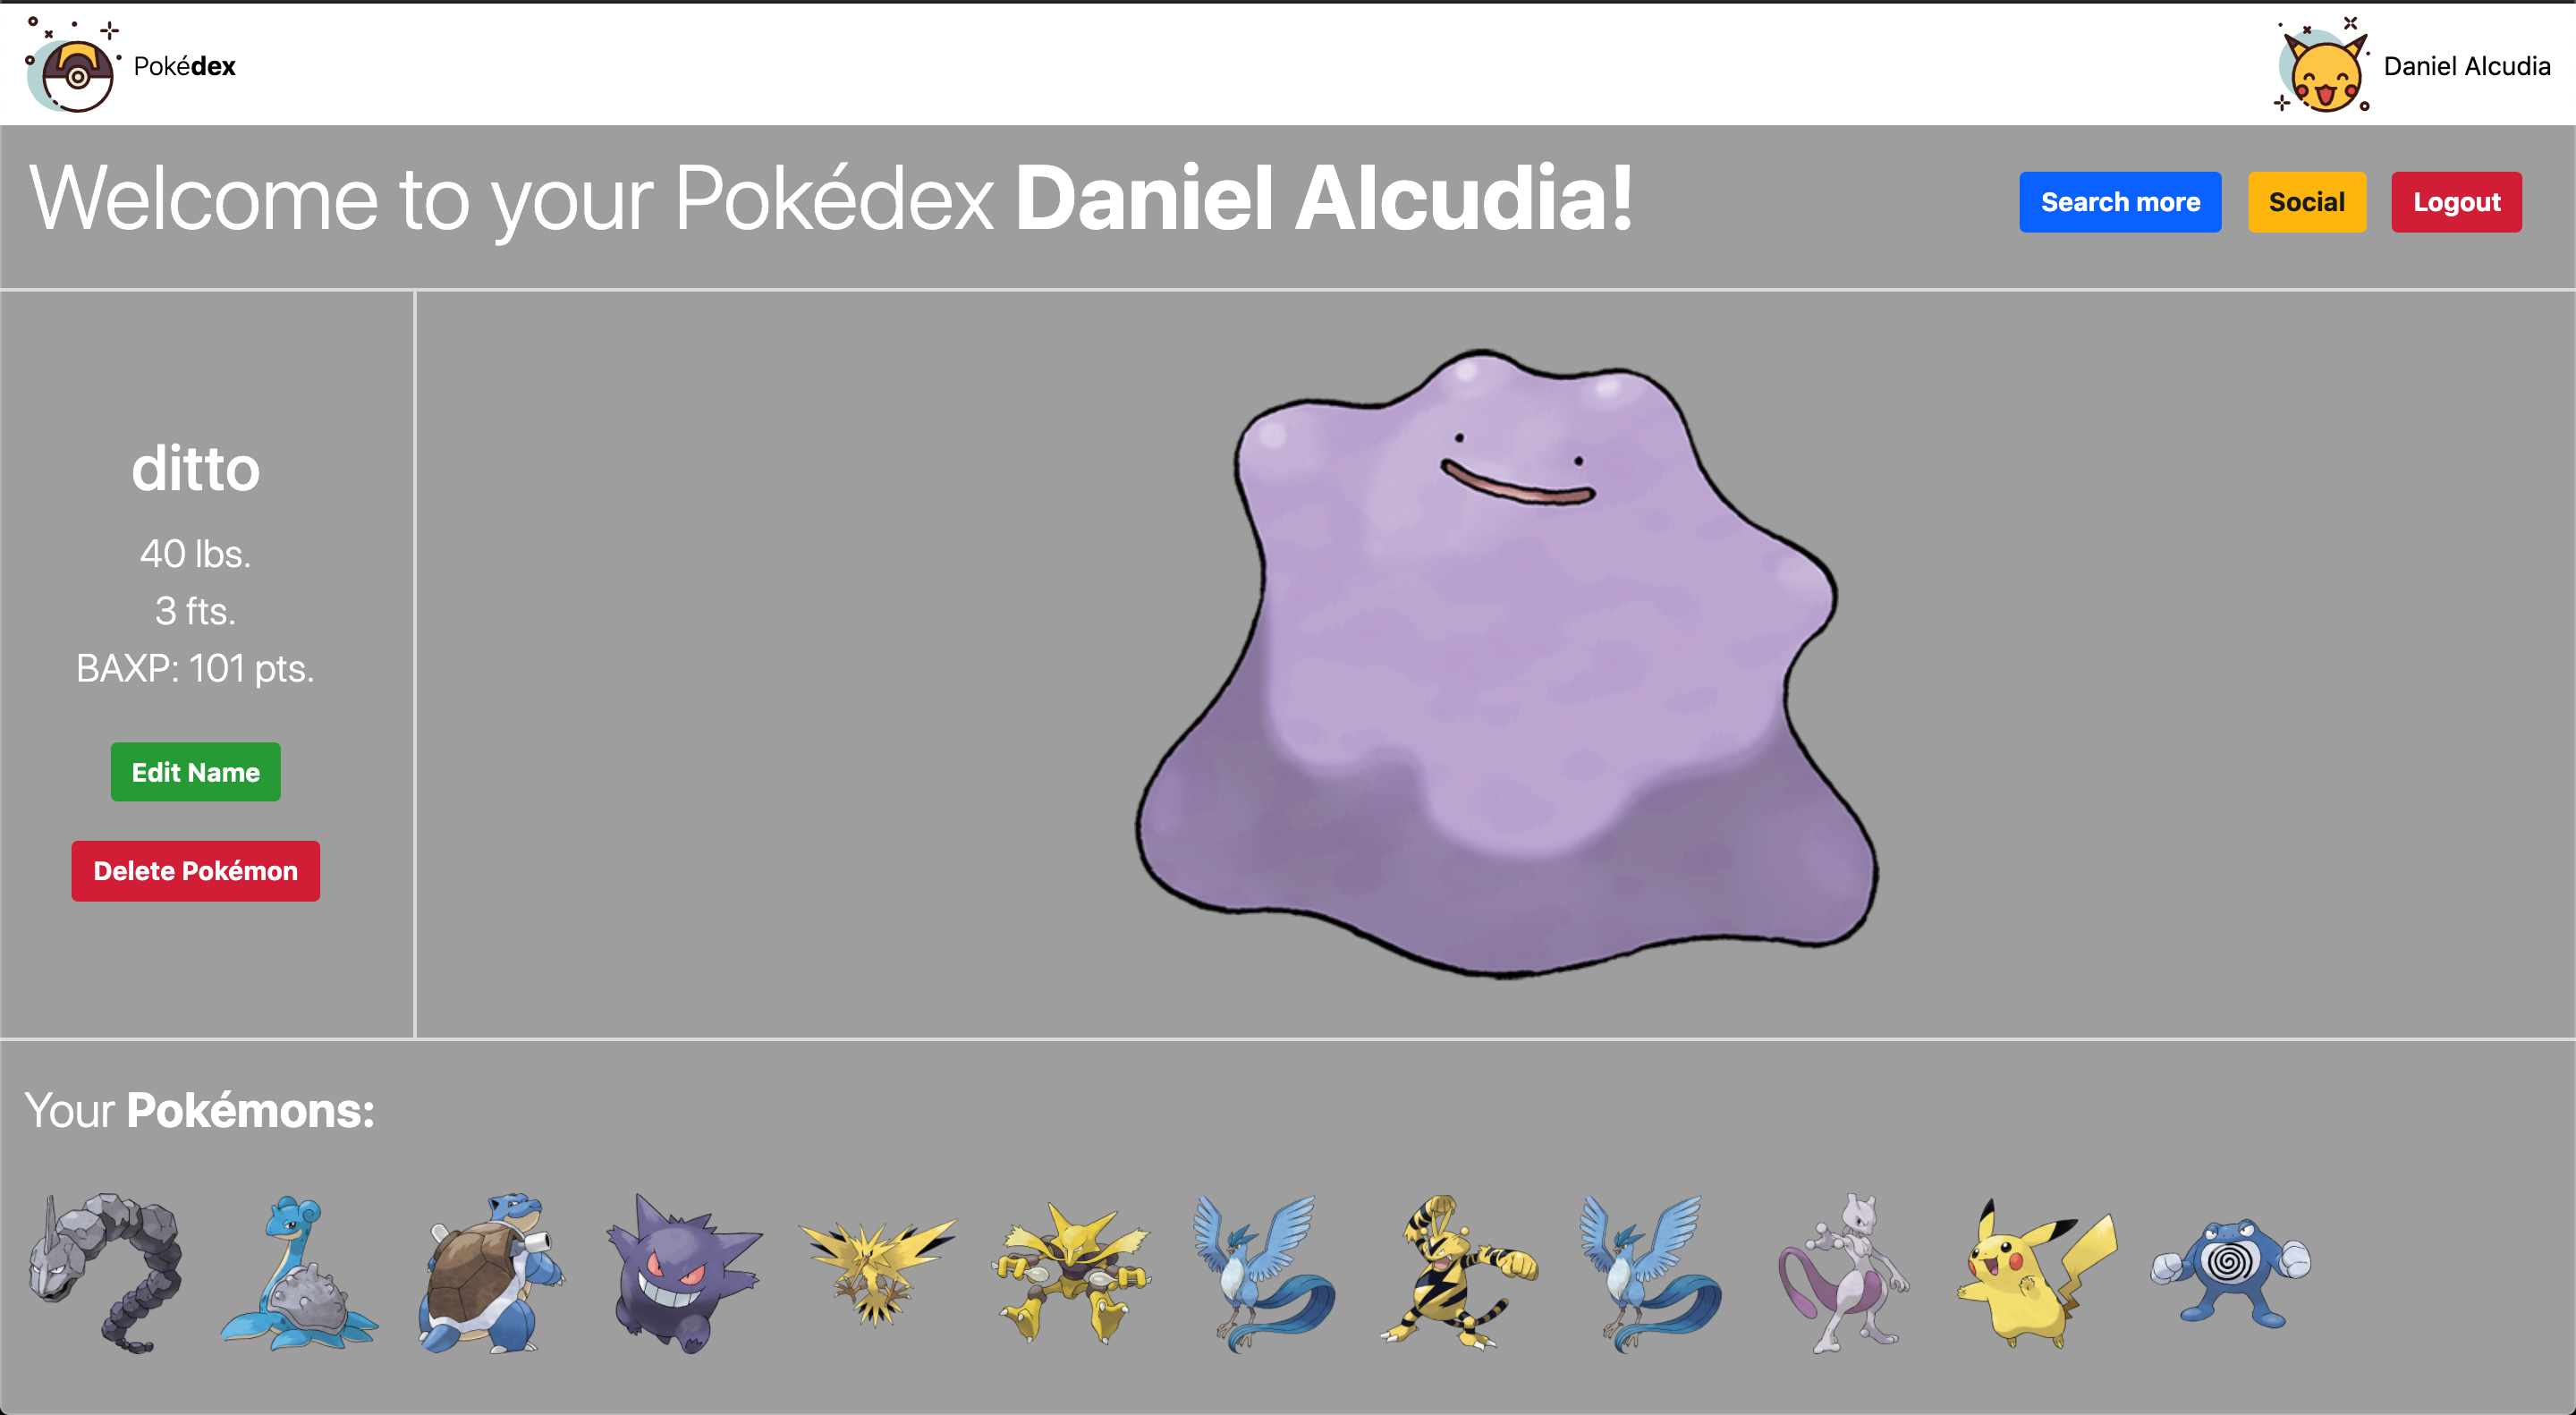 Pokédex
Daniel Alcudia
Welcome to your Pokédex Daniel Alcudia!
Search more
Social
Logout
ditto
40 lbs.
3 fts.
BAXP: 101 pts.
Edit Name
Delete Pokémon
Your Pokémons: